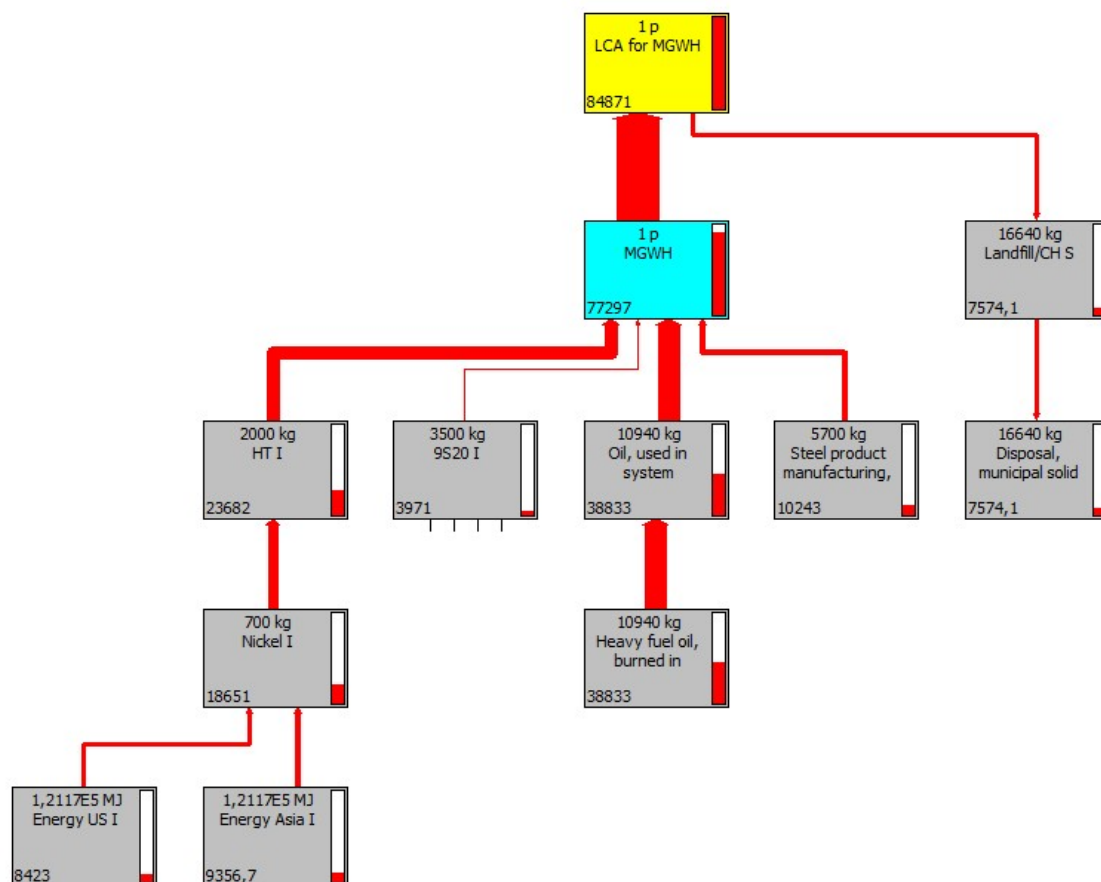 1 p
LCA for MGWH
84871
1 p
MGWH
77297
16640 kg
Landfill/CH S
7574,1
2000 kg
HT I
23682
3500 kg
9S20 I
3971
10940 kg
Oil, used in
system
38833
5700 kg
Steel product
manufacturing,
10243
16640 kg
Disposal,
municipal solid
7574,1
700 kg
Nickel I
18651
10940 kg
Heavy fuel oil,
burned in
38833
1,2117E5 MJ
Energy US I
8423
1,2117E5 MJ
Energy Asia I
9356,7